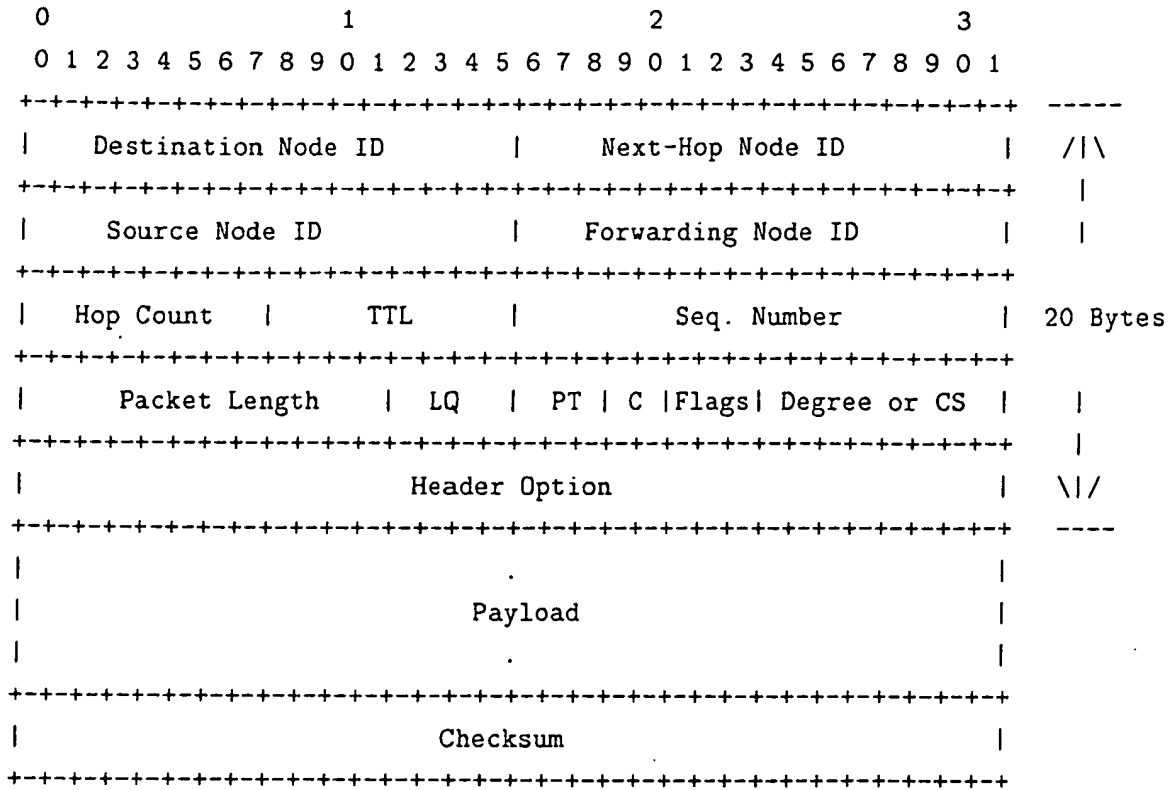 0 1 2 3
0 1 2 3 4 5 6 7 8 9 0 1 2 3 4 5 6 7 8 9 0 1 2 3 4 5 6 7 8 9 0 1
+-+-+-+-+-+-+-+-+-+-+-+-+-+-+-+-+-+-+-+-+-+-+-+-+-+-+-+-+-+-+-+-+ -----
| Destination Node ID | Next-Hop Node ID | /|\
+-+-+-+-+-+-+-+-+-+-+-+-+-+-+-+-+-+-+-+-+-+-+-+-+-+-+-+-+-+-+-+-+ |
| Source Node ID | Forwarding Node ID | |
+-+-+-+-+-+-+-+-+-+-+-+-+-+-+-+-+-+-+-+-+-+-+-+-+-+-+-+-+-+-+-+-+
| Hop Count | TTL | Seq. Number | 20 Bytes
+-+-+-+-+-+-+-+-+-+-+-+-+-+-+-+-+-+-+-+-+-+-+-+-+-+-+-+-+-+-+-+-+
| Packet Length | LQ | PT | C |Flags| Degree or CS | |
+-+-+-+-+-+-+-+-+-+-+-+-+-+-+-+-+-+-+-+-+-+-+-+-+-+-+-+-+-+-+-+-+ |
| Header Option | \|/
+-+-+-+-+-+-+-+-+-+-+-+-+-+-+-+-+-+-+-+-+-+-+-+-+-+-+-+-+-+-+-+-+ ----
| . |
| Payload |
| . |
+-+-+-+-+-+-+-+-+-+-+-+-+-+-+-+-+-+-+-+-+-+-+-+-+-+-+-+-+-+-+-+-+
| Checksum |
+-+-+-+-+-+-+-+-+-+-+-+-+-+-+-+-+-+-+-+-+-+-+-+-+-+-+-+-+-+-+-+-+